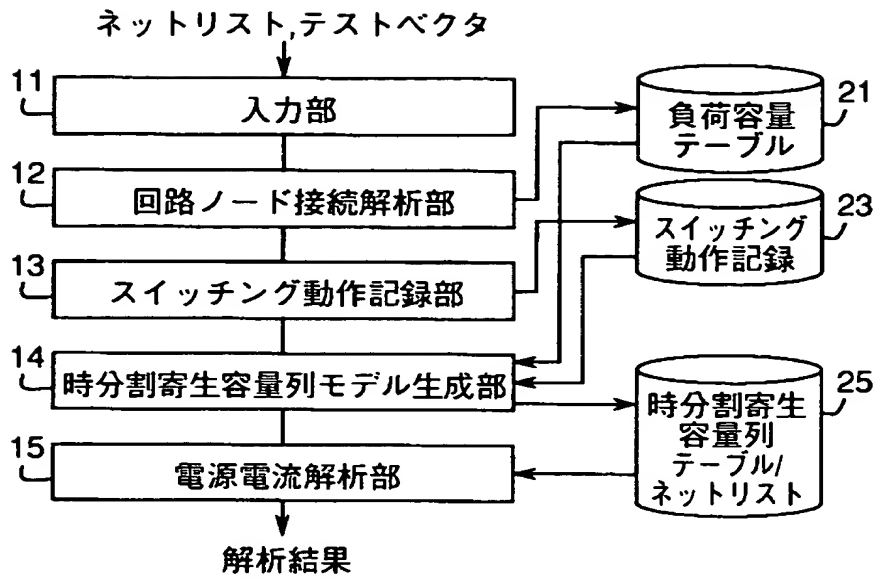 ネットリスト,テストベクタ
11
入力部
負荷容量
テーブル
21
12
回路ノード接続解析部
スイッチング
動作記録
23
13
スイッチング動作記録部
14
時分割寄生容量列モデル生成部
時分割寄生
容量列
テーブル/
ネットリスト
25
15
電源電流解析部
解析結果